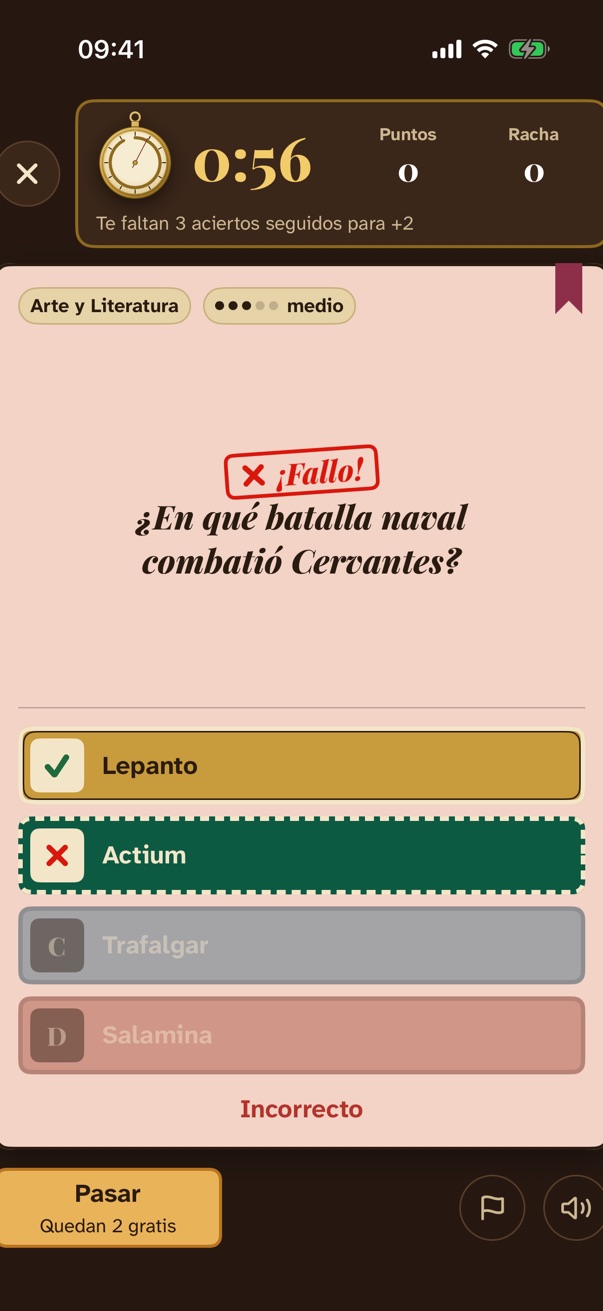 09:41
0:56
Puntos
0
Racha
0
Te faltan 3 aciertos seguidos para +2
Arte y Literatura
medio
¡Fallo!
¿En qué batalla naval
combatió Cervantes?
Lepanto
Actium
C Trafalgar
D Salamina
Incorrecto
Pasar
Quedan 2 gratis